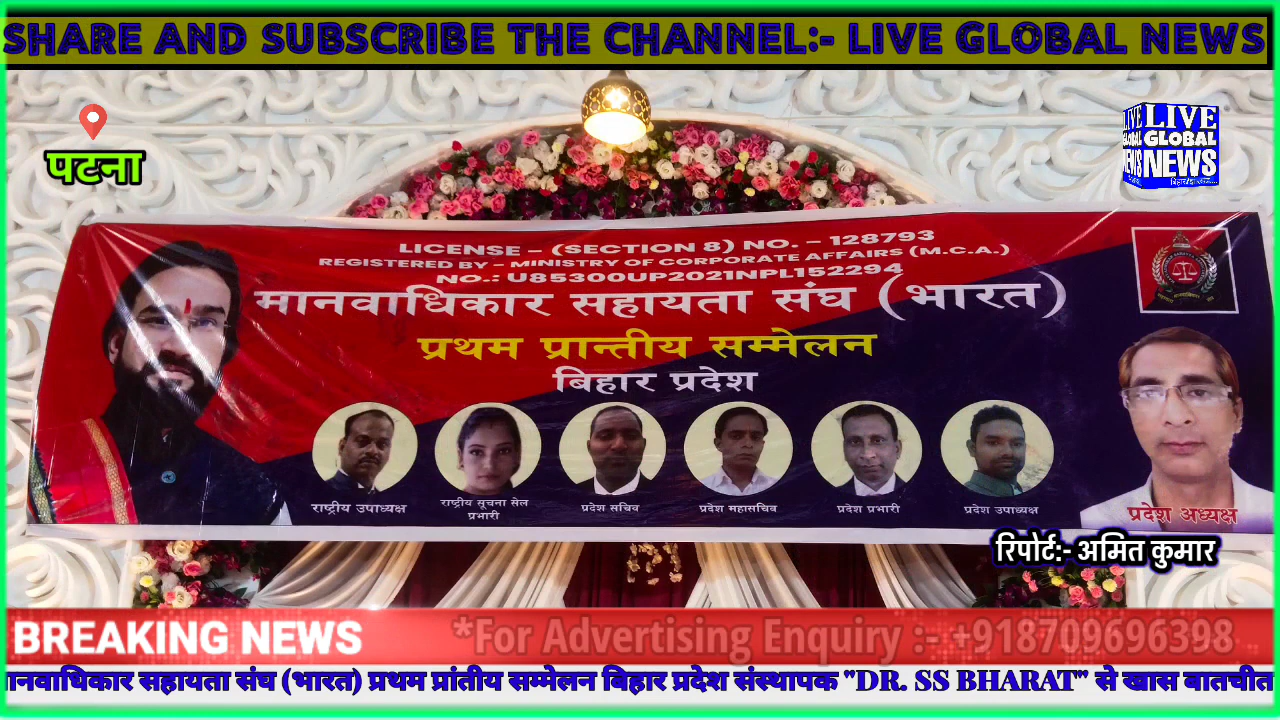 SHARE AND SUBSCRIBE THE CHANNEL:- LIVE GLOBAL NEWS
पटना
LIVE
GLOBAL
NEWS
LICENSE – (SECTION 8) NO. – 128793
REGISTERED BY – MINISTRY OF CORPORATE AFFAIRS (M.C.A.)
NO.: U85300UP2021NPL152294
मानवाधिकार सहायता संघ (भारत)
प्रथम प्रान्तीय सम्मेलन
बिहार प्रदेश
राष्ट्रीय उपाध्यक्ष
राष्ट्रीय सूचना सेल
प्रभारी
प्रदेश सचिव
प्रदेश महासचिव
प्रदेश प्रभारी
प्रदेश उपाध्यक्ष
प्रदेश अध्यक्ष
रिपोर्ट:- अमित कुमार
BREAKING NEWS
*For Advertising Enquiry :- +918709696398
ानवाधिकार सहायता संघ (भारत) प्रथम प्रांतीय सम्मेलन बिहार प्रदेश संस्थापक "DR. SS BHARAT" से खास बातचीत